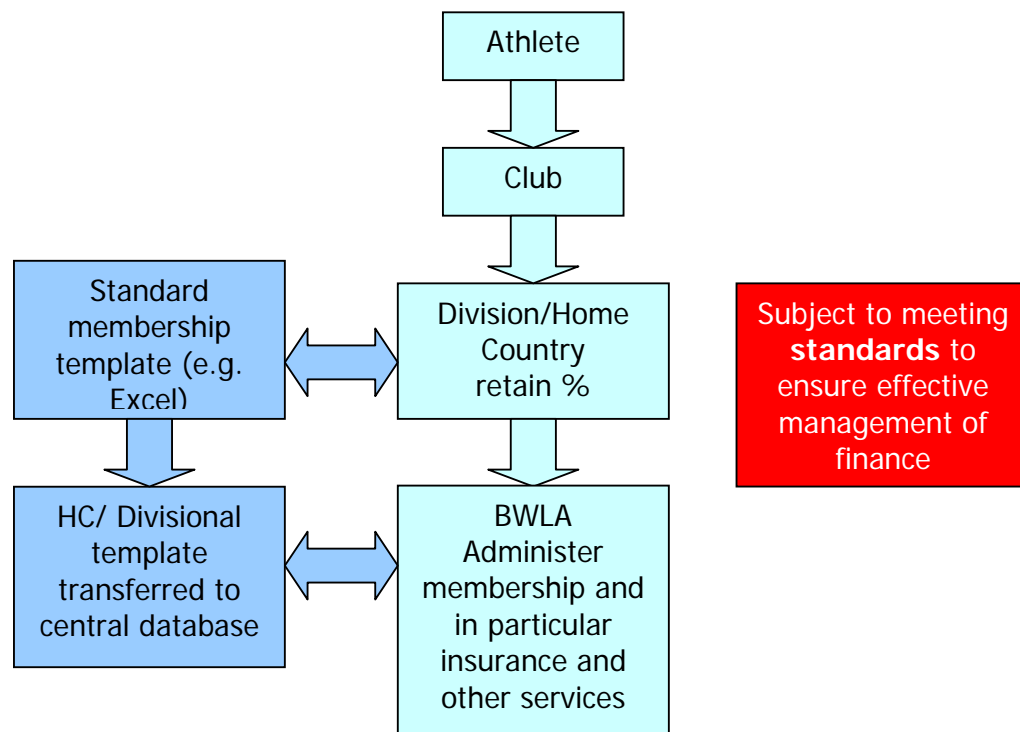 Athlete
Club
Standard
membership
template (e.g.
Excel)
Division/Home
Country
retain %
Subject to meeting
standards to
ensure effective
management of
finance
HC/ Divisional
template
transferred to
central database
BWLA
Administer
membership and
in particular
insurance and
other services